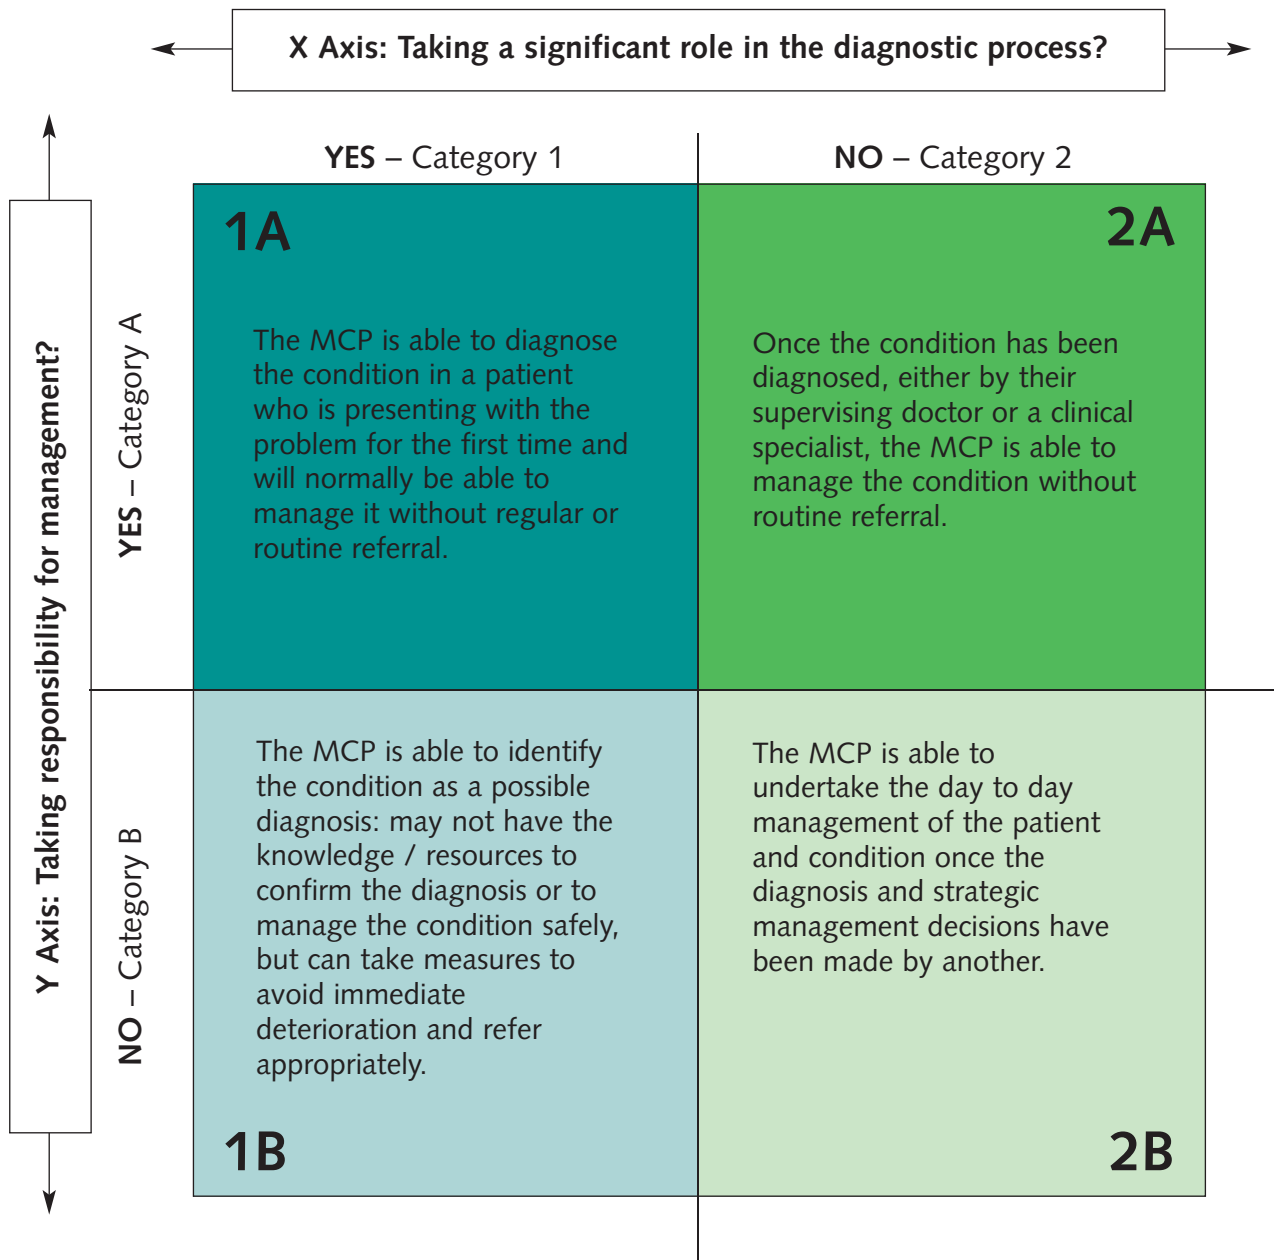 X Axis: Taking a significant role in the diagnostic process?
YES – Category 1
NO – Category 2
Y Axis: Taking responsibility for management?
YES – Category A
NO – Category B
1A
The MCP is able to diagnose
the condition in a patient
who is presenting with the
problem for the first time and
will normally be able to
manage it without regular or
routine referral.
2A
Once the condition has been
diagnosed, either by their
supervising doctor or a clinical
specialist, the MCP is able to
manage the condition without
routine referral.
The MCP is able to identify
the condition as a possible
diagnosis: may not have the
knowledge / resources to
confirm the diagnosis or to
manage the condition safely,
but can take measures to
avoid immediate
deterioration and refer
appropriately.
1B
The MCP is able to
undertake the day to day
management of the patient
and condition once the
diagnosis and strategic
management decisions have
been made by another.
2B